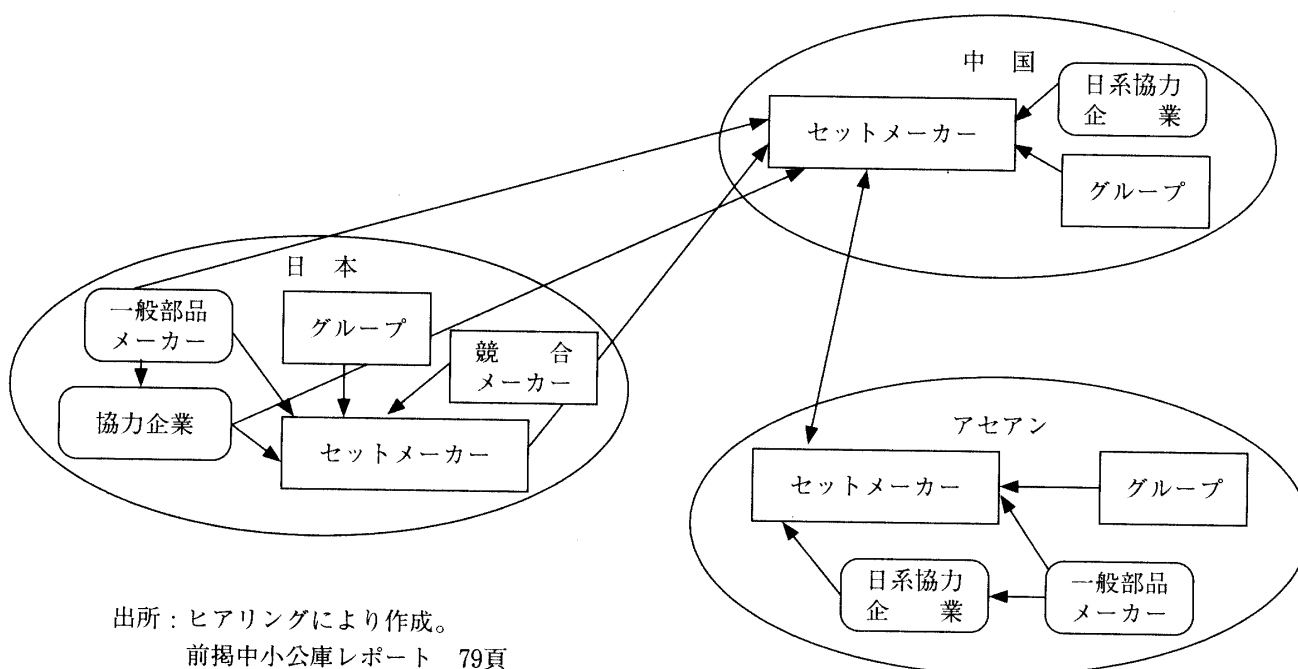 中 国
セットメーカー
日系協力
企 業
グループ
日 本
一般部品
メーカー
グループ
競 合
メーカー
協力企業
セットメーカー
アセアン
セットメーカー
グループ
日系協力
企 業
一般部品
メーカー
出所:ヒアリングにより作成。
前掲中小公庫レポート 79頁